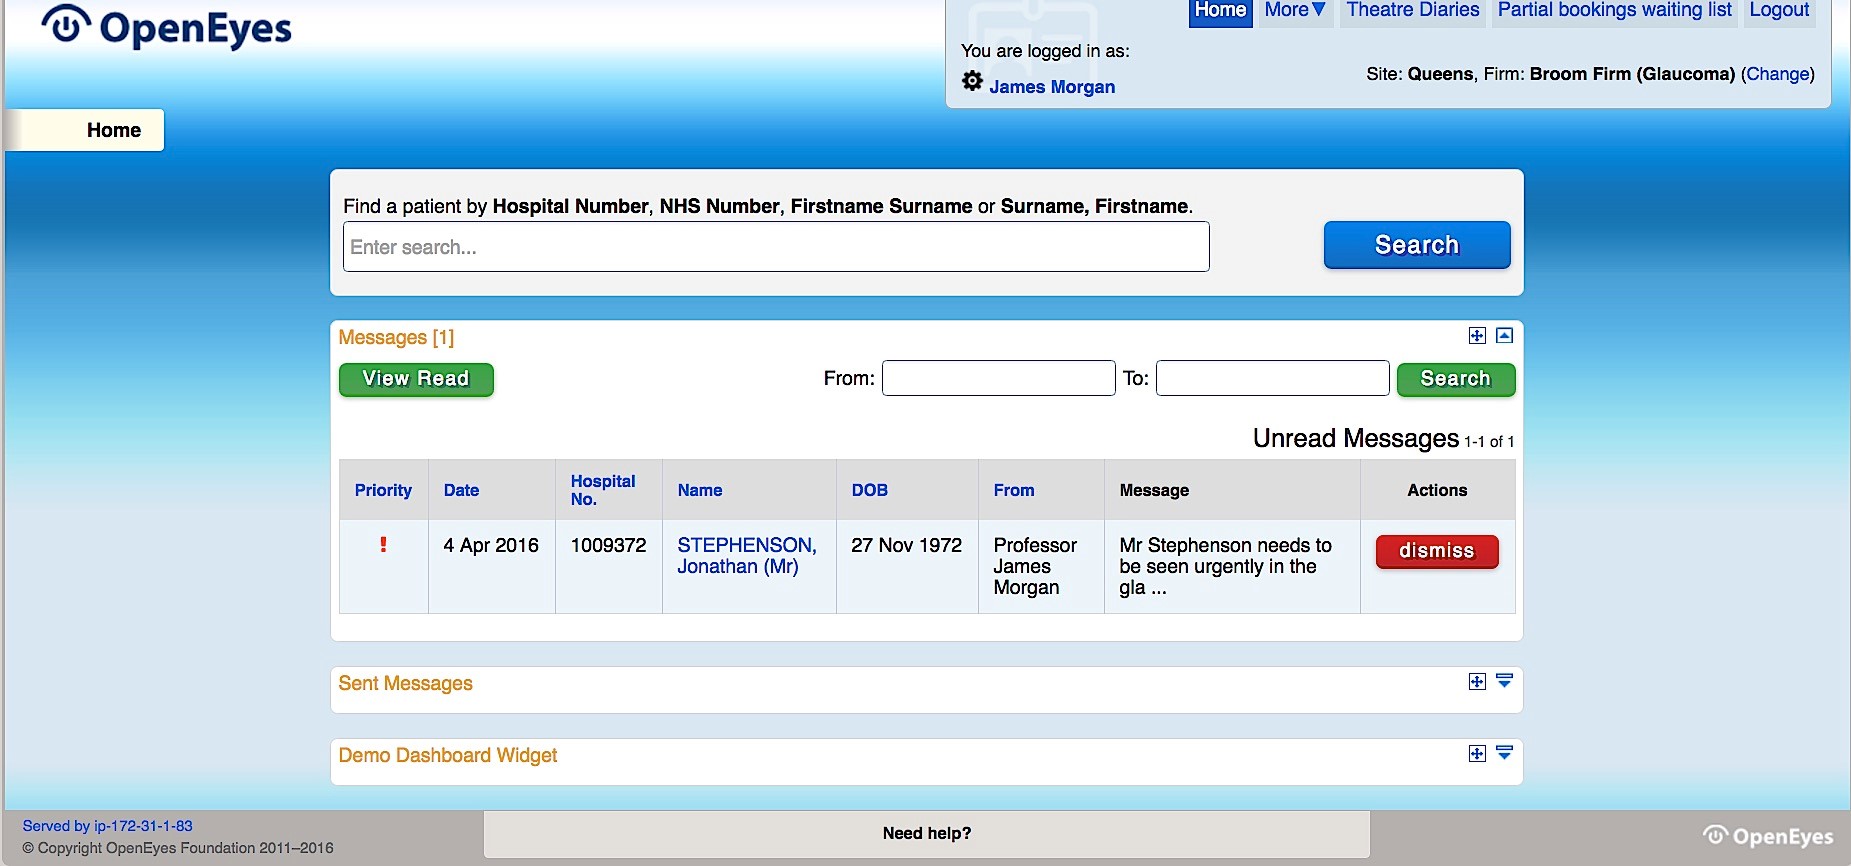 OpenEyes
Home More▼ Theatre Diaries Partial bookings waiting list Logout
You are logged in as:
James Morgan
Site: Queens, Firm: Broom Firm (Glaucoma) (Change)
Home
Find a patient by Hospital Number, NHS Number, Firstname Surname or Surname, Firstname.
Enter search...
Search
Messages [1]
View Read
From:
To:
Search
Unread Messages 1-1 of 1
Priority
Date
Hospital
No.
Name
DOB
From
Message
Actions
!
4 Apr 2016
1009372
STEPHENSON,
Jonathan (Mr)
27 Nov 1972
Professor
James
Morgan
Mr Stephenson needs to
be seen urgently in the
gla ...
dismiss
Sent Messages
Demo Dashboard Widget
Served by ip-172-31-1-83
© Copyright OpenEyes Foundation 2011–2016
Need help?
OpenEyes